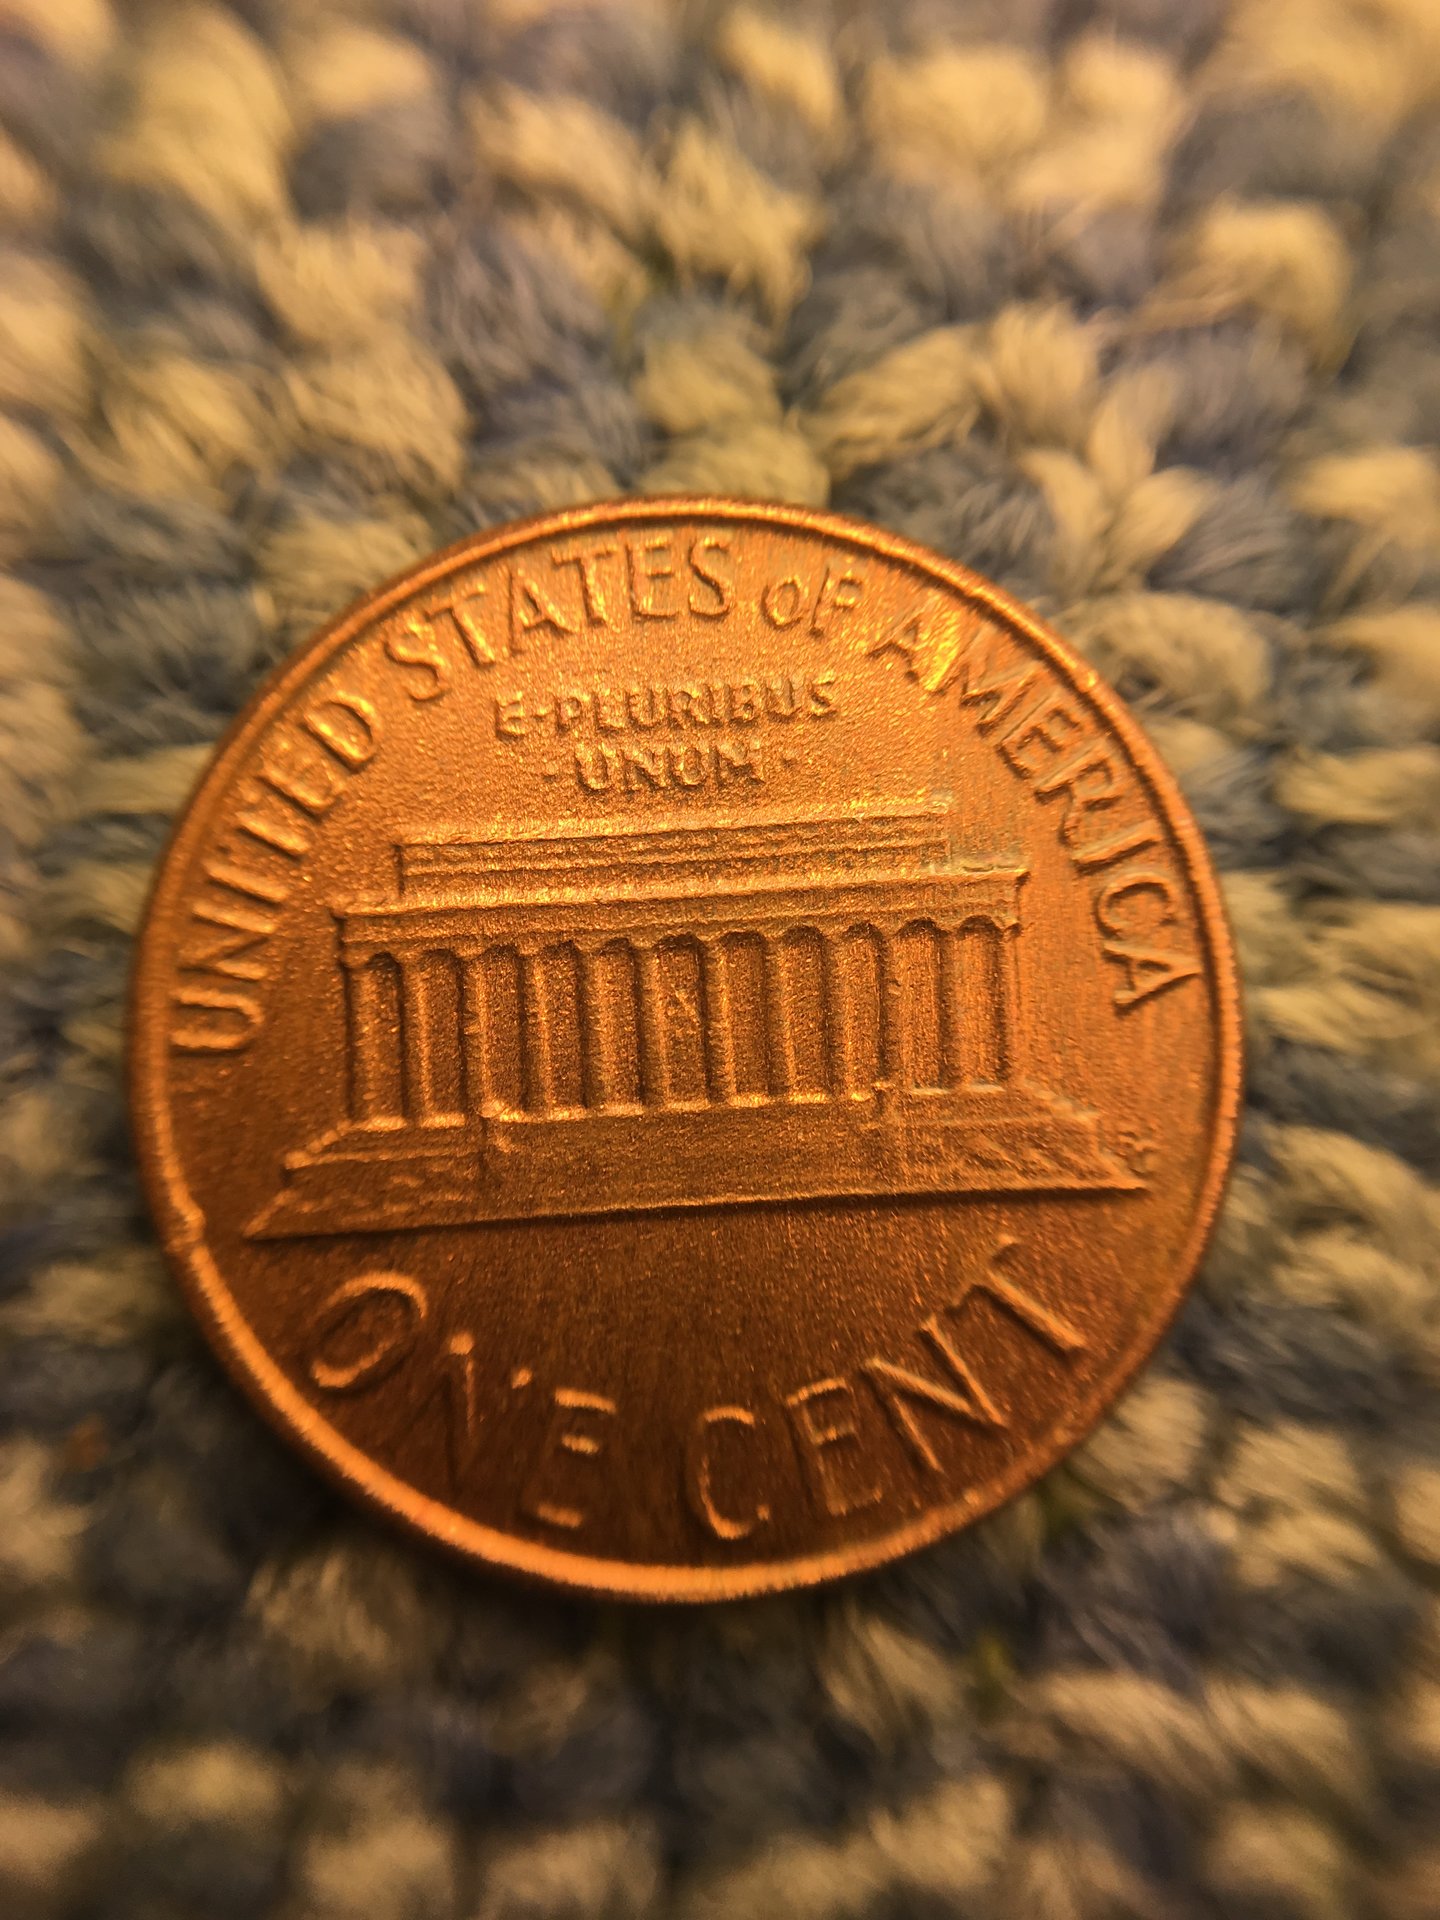 UNITED STATES OF AMERICA
E·PLURIBUS
·UNUM·
ONE CENT